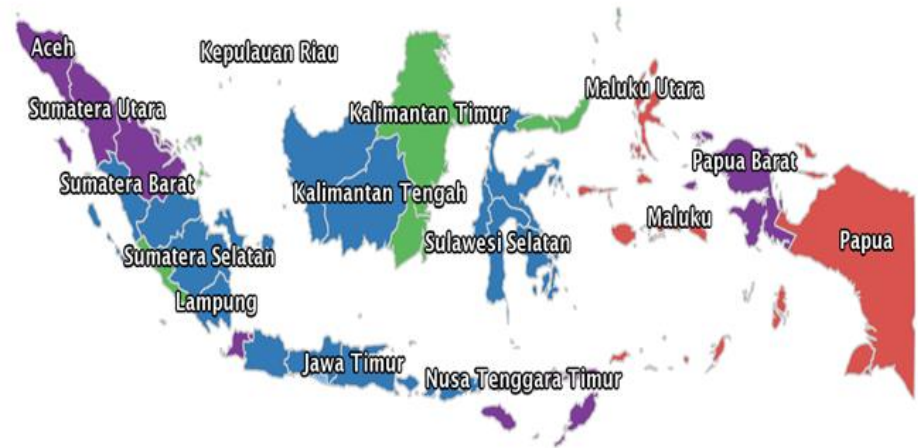 Aceh
Kepulauan Riau
Sumatera Utara
Kalimantan Timur
Maluku Utara
Sumatera Barat
Kalimantan Tengah
Papua Barat
Maluku
Sumatera Selatan
Sulawesi Selatan
Papua
Lampung
Jawa Timur
Nusa Tenggara Timur